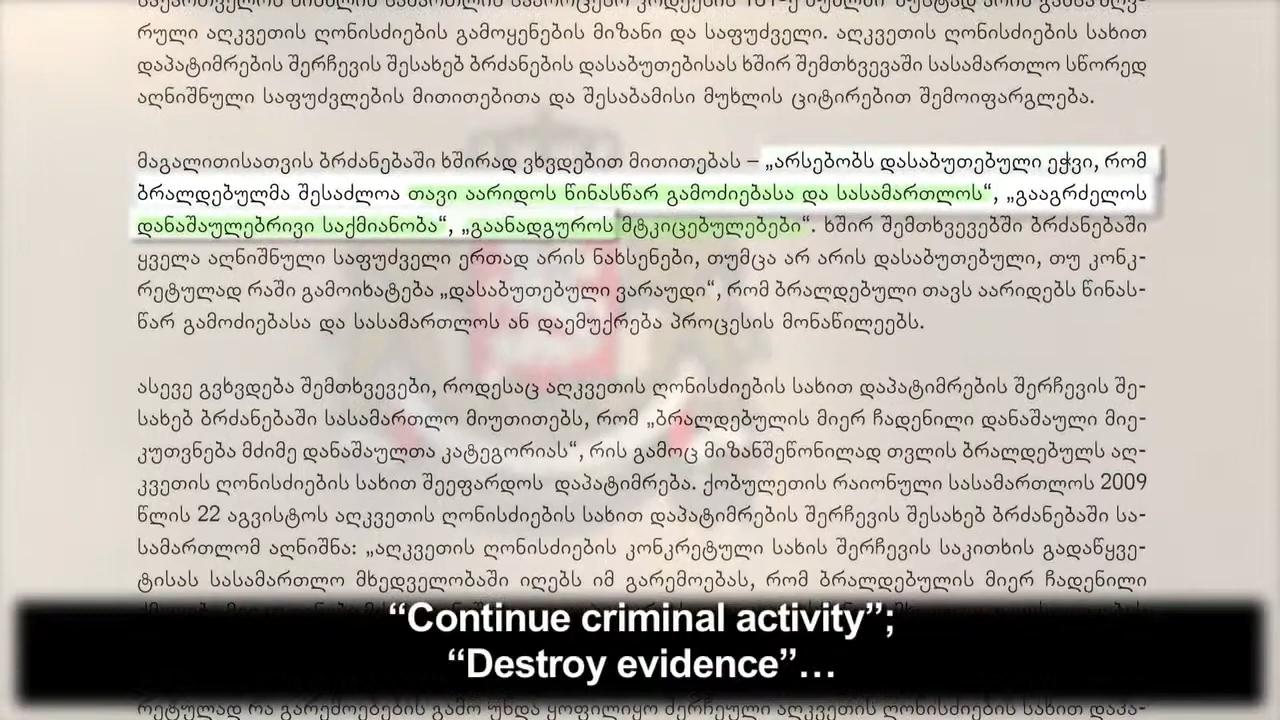 რული აღკვეთის ღონისძიების გამოყენების მიზანი და საფუძველი. აღკვეთის ღონისძიების სახით
დაპატიმრების შერჩევის შესახებ ბრძანების დასაბუთებისას ხშირ შემთხვევაში სასამართლო სწორედ
აღნიშნული საფუძვლების მითითებითა და შესაბამისი მუხლის ციტირებით შემოიფარგლება.
მაგალითისათვის ბრძანებაში ხშირად ვხვდებით მითითებას – „არსებობს დასაბუთებული ეჭვი, რომ
ბრალდებულმა შესაძლოა თავი აარიდოს წინასწარ გამოძიებასა და სასამართლოს“, „გააგრძელოს
დანაშაულებრივი საქმიანობა“, „გაანადგუროს მტკიცებულებები“. ხშირ შემთხვევებში ბრძანებაში
ყველა აღნიშნული საფუძველი ერთად არის ნახსენები, თუმცა არ არის დასაბუთებული, თუ კონკ-
რეტულად რაში გამოიხატება „დასაბუთებული ვარაუდი“, რომ ბრალდებული თავს აარიდებს წინას-
წარ გამოძიებასა და სასამართლოს ან დაემუქრება პროცესის მონაწილეებს.
ასევე გვხვდება შემთხვევები, როდესაც აღკვეთის ღონისძიების სახით დაპატიმრების შერჩევის შე-
სახებ ბრძანებაში სასამართლო მიუთითებს, რომ „ბრალდებულის მიერ ჩადენილი დანაშაული მიე-
კუთვნება მძიმე დანაშაულთა კატეგორიას“, რის გამოც მიზანშეწონილად თვლის ბრალდებულს აღ-
კვეთის ღონისძიების სახით შეეფარდოს დაპატიმრება. ქობულეთის რაიონული სასამართლოს 2009
წლის 22 აგვისტოს აღკვეთის ღონისძიების სახით დაპატიმრების შერჩევის შესახებ ბრძანებაში სა-
სამართლომ აღნიშნა: „აღკვეთის ღონისძიების კონკრეტული სახის შერჩევის საკითხის გადაწყვე-
ტისას სასამართლო მხედველობაში იღებს იმ გარემოებას, რომ ბრალდებულის მიერ ჩადენილი
“Continue criminal activity”;
“Destroy evidence”…